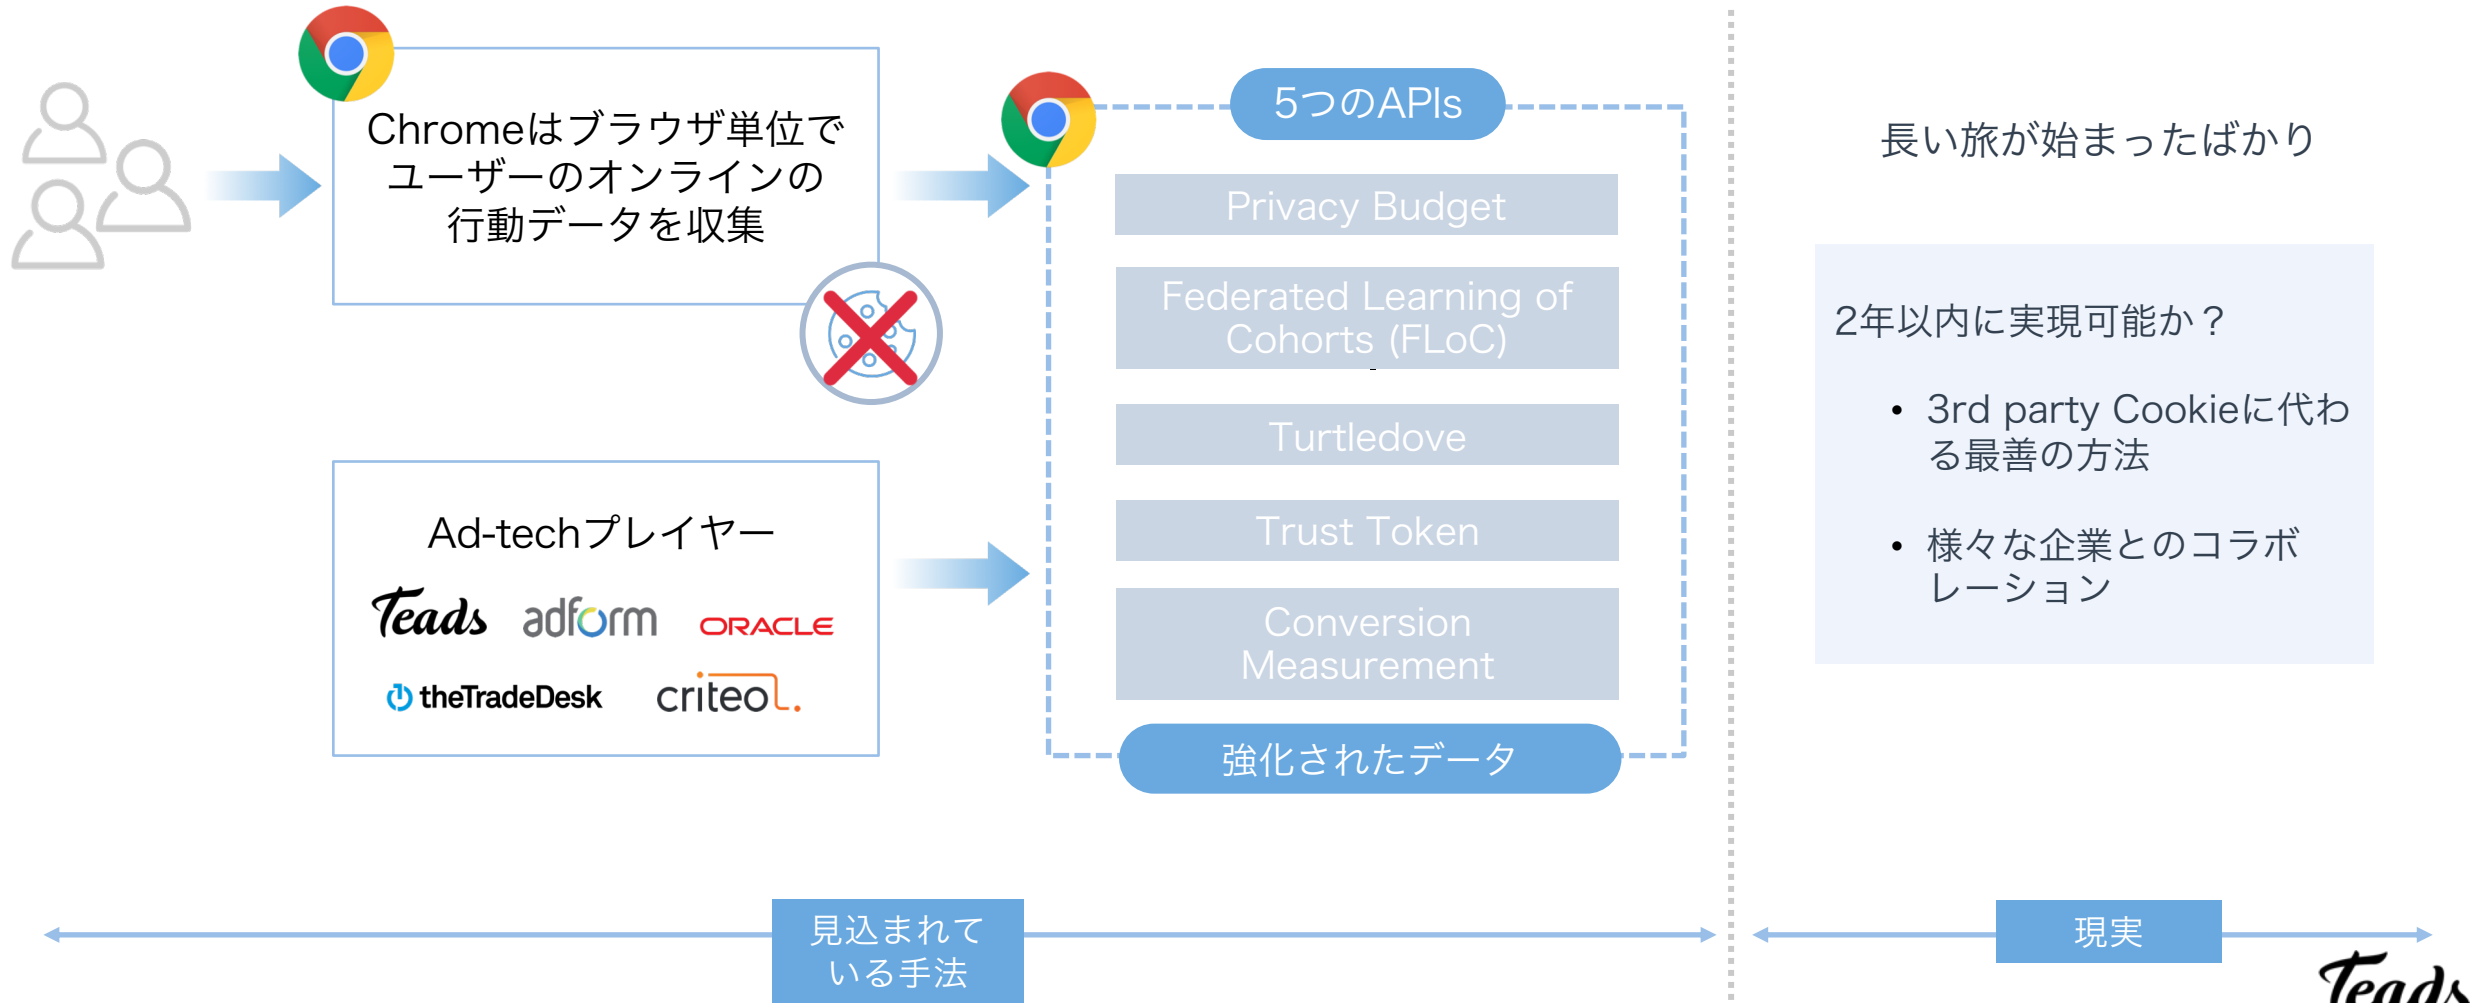 Chromeはブラウザ単位で
ユーザーのオンラインの
行動データを収集
Ad-techプレイヤー
Teads
adform
ORACLE
theTradeDesk
criteo
5つのAPIs
Privacy Budget
Federated Learning of
Cohorts (FLoC)
Turtledove
Trust Token
Conversion
Measurement
強化されたデータ
長い旅が始まったばかり
2年以内に実現可能か？
• 3rd party Cookieに代わ
る最善の方法
• 様々な企業とのコラボ
レーション
見込まれて
いる手法
現実
Teads